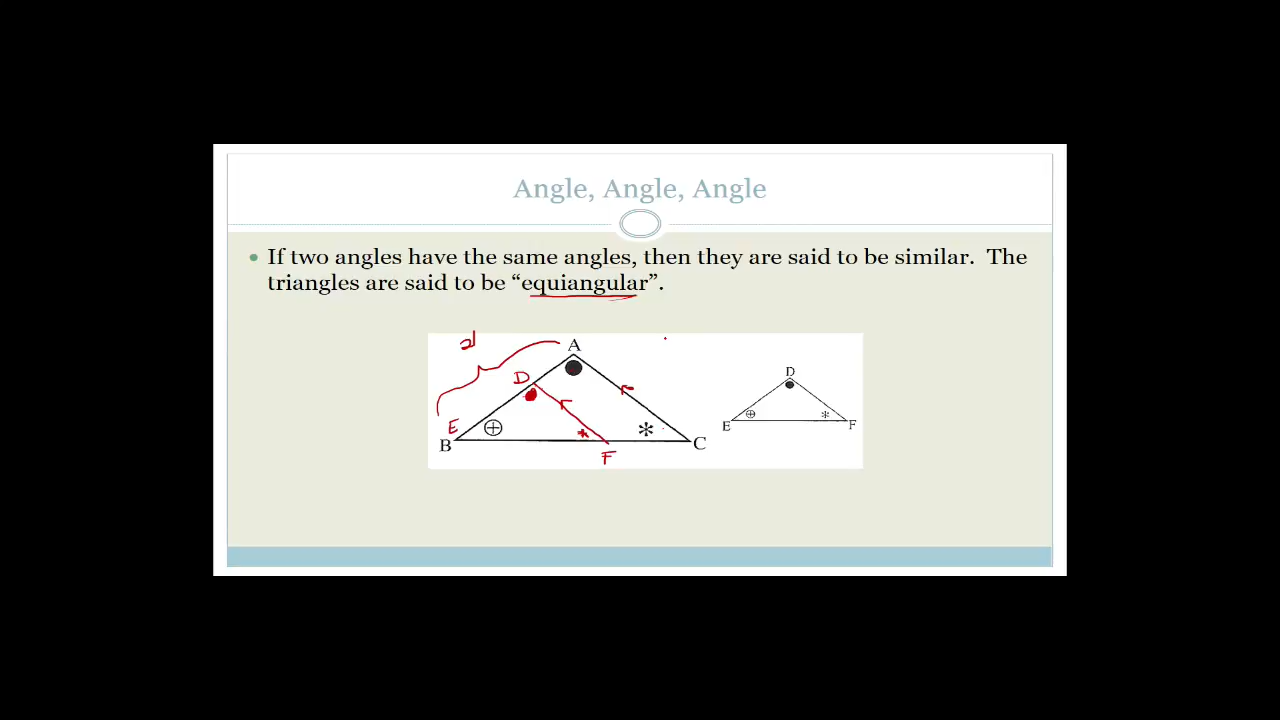 Angle, Angle, Angle
If two angles have the same angles, then they are said to be similar. The
triangles are said to be “equiangular”.
A
D
E
B
F
C
D
E
F